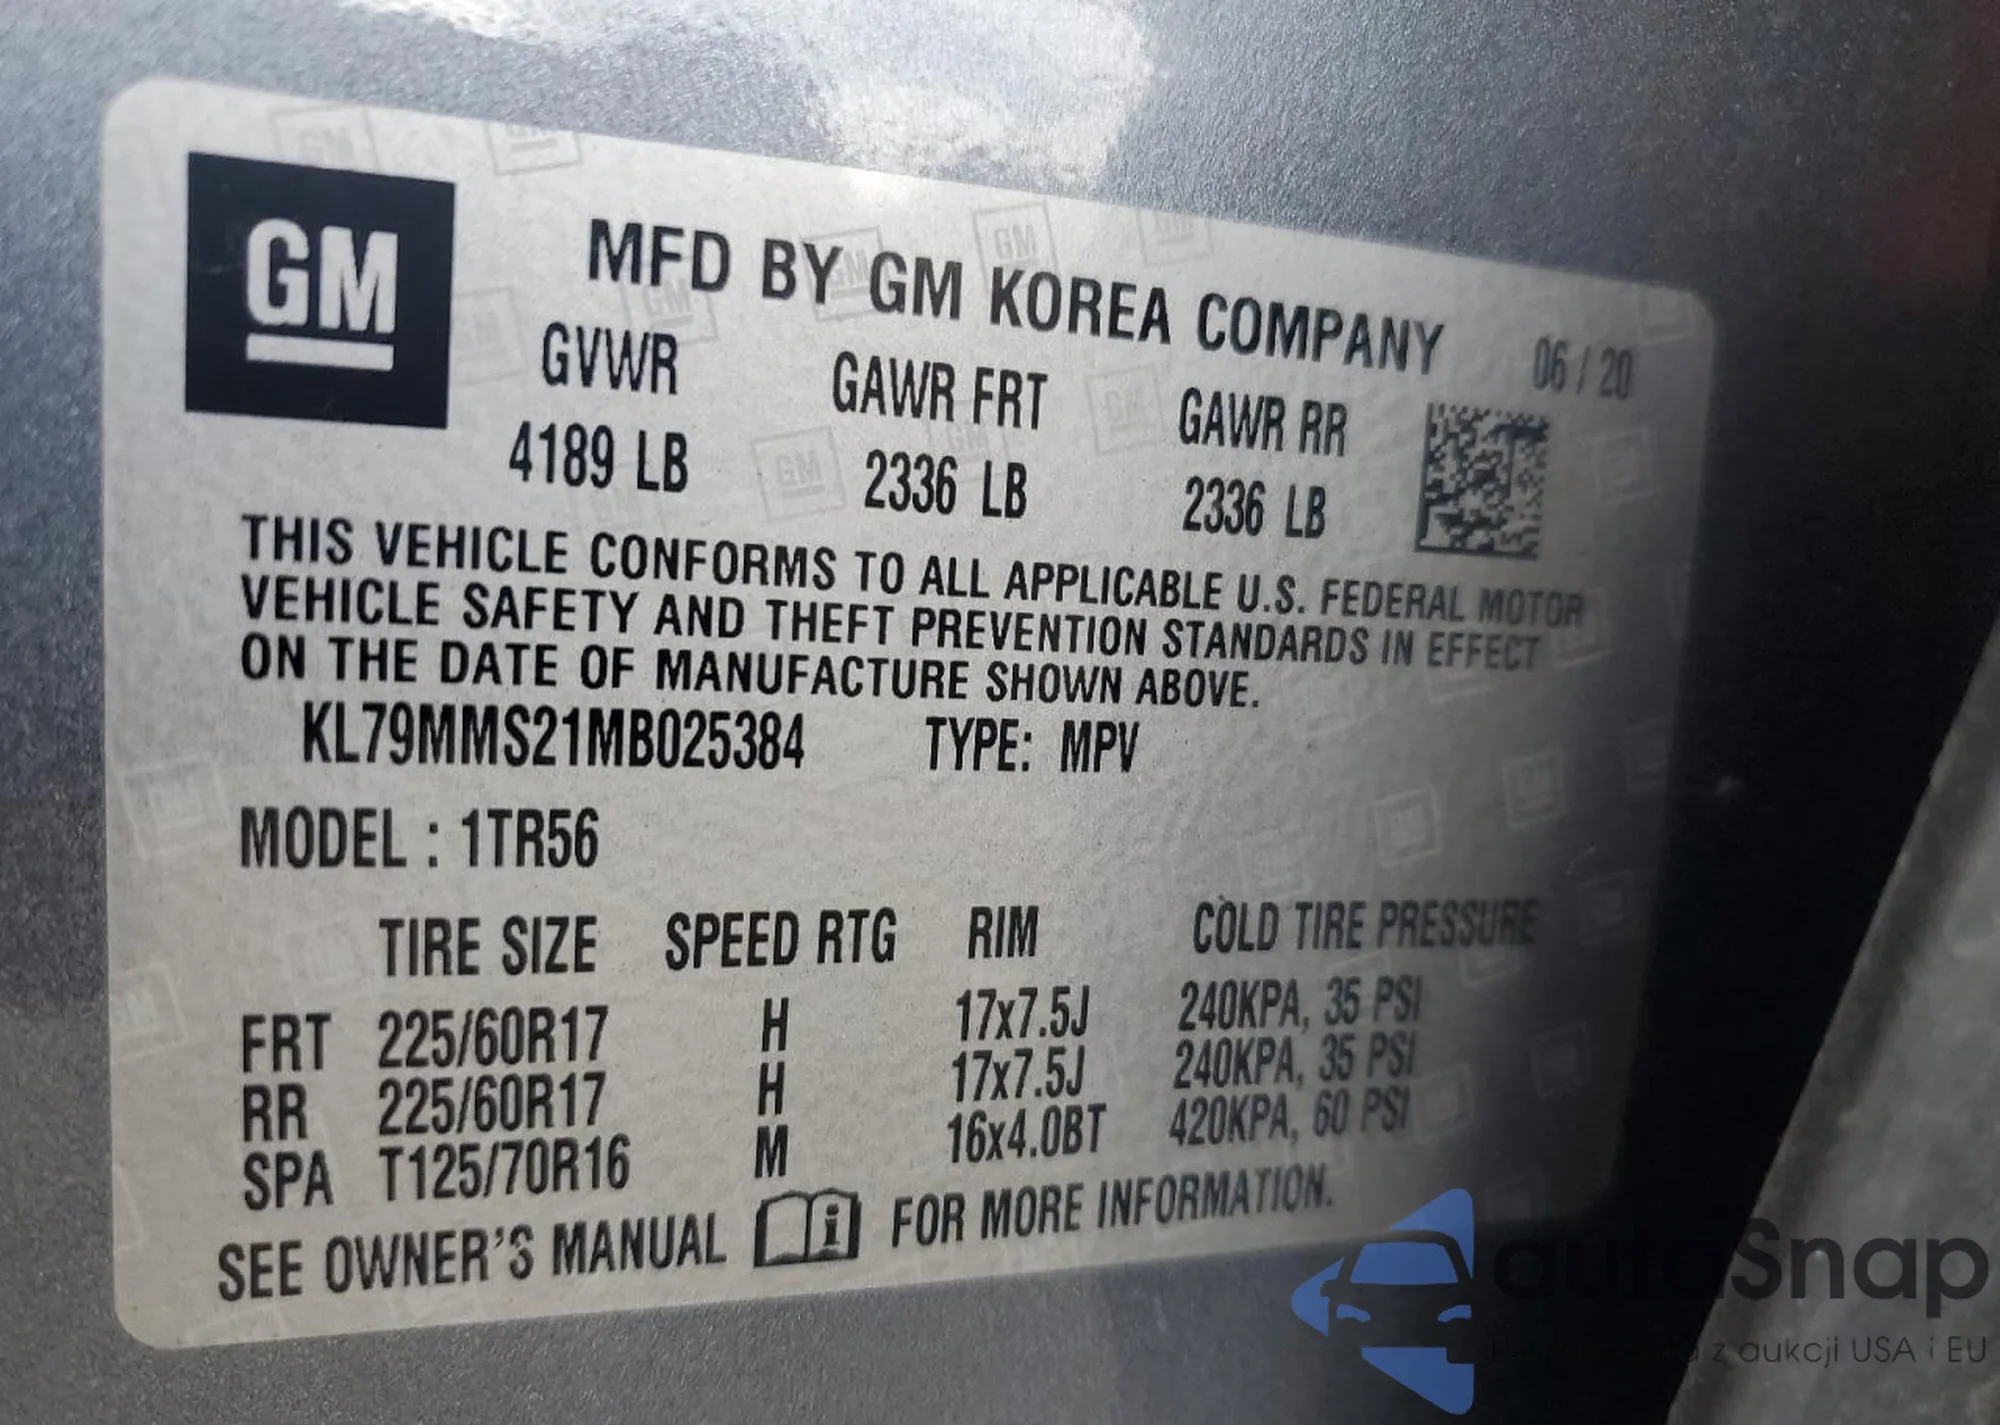 GM
MFD BY GM KOREA COMPANY 06 / 20
GVWR GAWR FRT GAWR RR
4189 LB 2336 LB 2336 LB
THIS VEHICLE CONFORMS TO ALL APPLICABLE U.S. FEDERAL MOTOR
VEHICLE SAFETY AND THEFT PREVENTION STANDARDS IN EFFECT
ON THE DATE OF MANUFACTURE SHOWN ABOVE.
KL79MMS21MB025384 TYPE: MPV
MODEL : 1TR56
TIRE SIZE SPEED RTG RIM COLD TIRE PRESSURE
FRT 225/60R17 H 17x7.5J 240KPA, 35 PSI
RR 225/60R17 H 17x7.5J 240KPA, 35 PSI
SPA T125/70R16 M 16x4.0BT 420KPA, 60 PSI
SEE OWNER'S MANUAL i FOR MORE INFORMATION.
autoSnap
z aukcji USA i EU